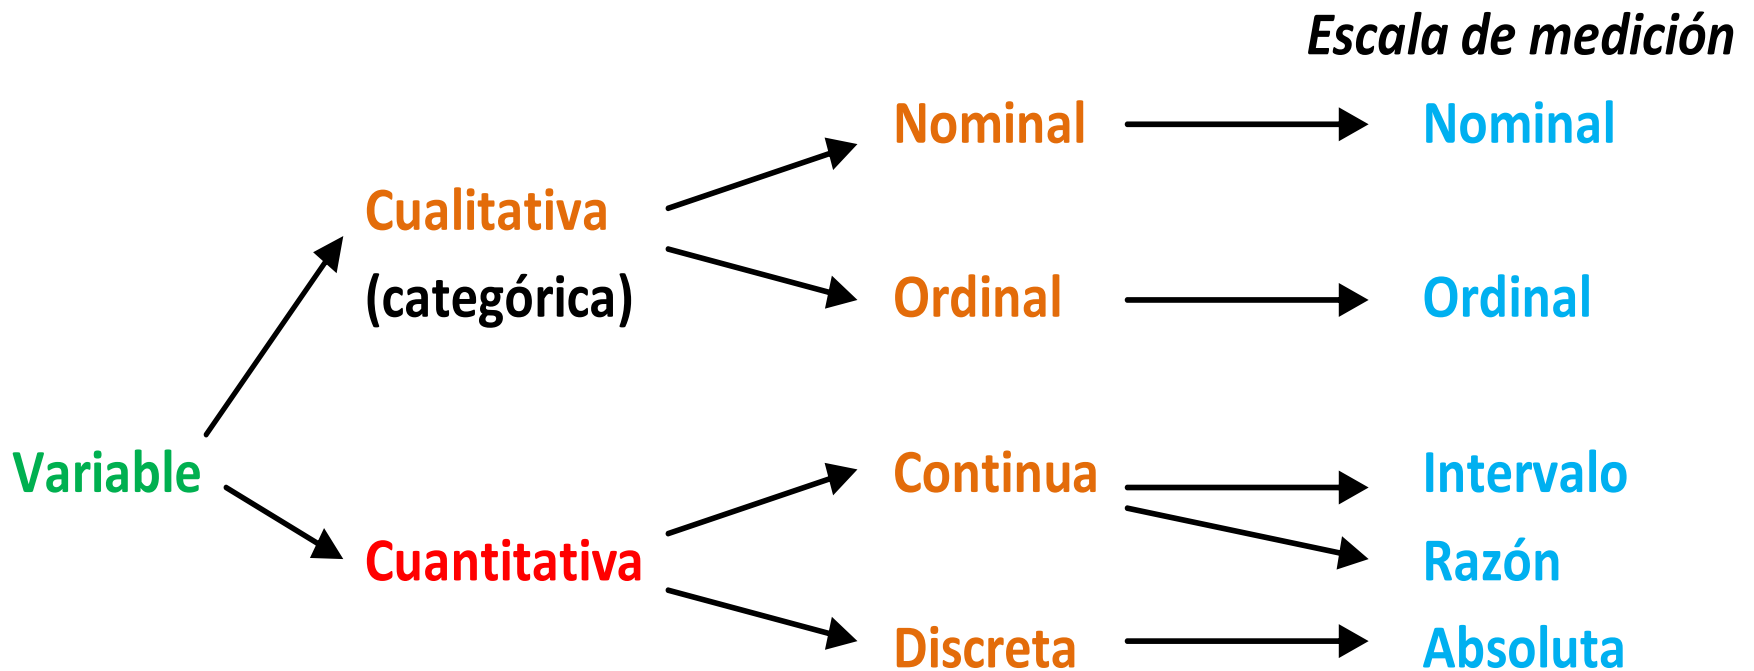 Escala de medición
Nominal Nominal
Cualitativa
(categórica)
Ordinal Ordinal
Variable
Continua Intervalo
Cuantitativa
Razón
Discreta Absoluta